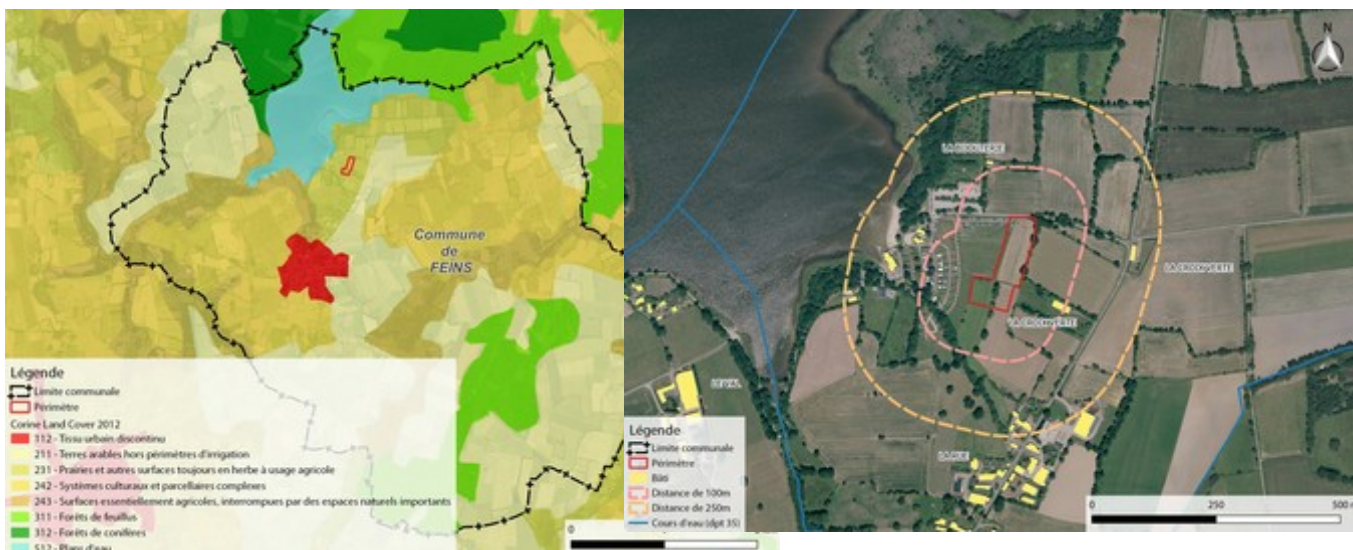 Commune
de
FEINS
Légende
Limite communale
Périmètre
Corine Land Cover 2012
112 - Tissu urbain discontinu
211 - Terres arables hors périmètres d'irrigation
231 - Prairies et autres surfaces toujours en herbe à usage agricole
242 - Systèmes culturaux et parcellaires complexes
243 - Surfaces essentiellement agricoles, interrompues par des espaces naturels importants
311 - Forêts de feuillus
312 - Forêts de conifères
512 - Plans d'eau
0
N
LA BIJOUTERIE
LA CROIX VERTE
LA CROIX VERTE
LE VAL
Légende
Limite communale
Périmètre
Bâti
Distance de 100m
Distance de 250m
Cours d'eau (dpt 35)
0 250 500 m